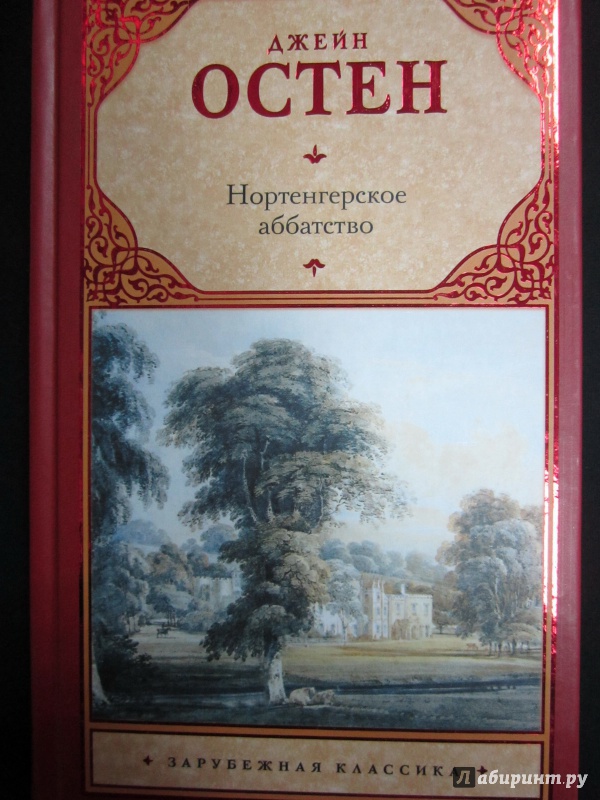 ДЖЕЙН
ОСТЕН
Нортенгерское
аббатство
ЗАРУБЕЖНАЯ КЛАССИКА
Лабиринт.ру